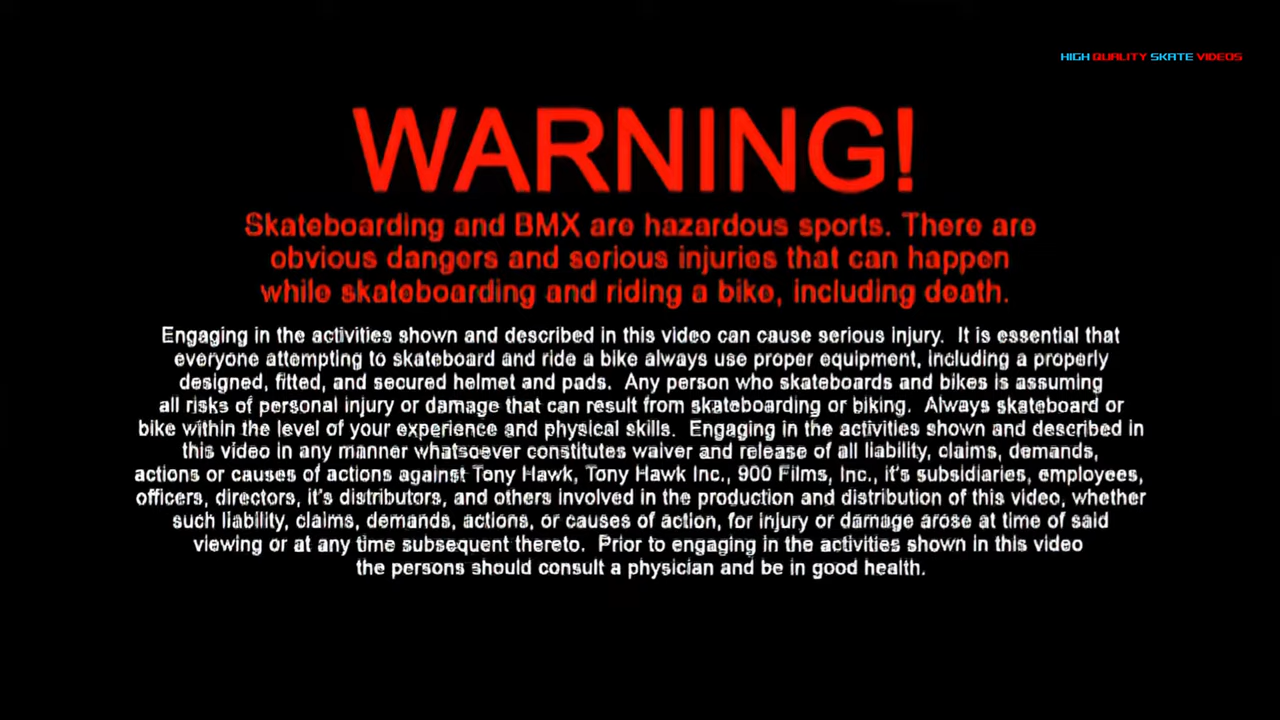 HIGH QUALITY SKATE VIDEOS
WARNING!
Skateboarding and BMX are hazardous sports. There are
obvious dangers and serious injuries that can happen
while skateboarding and riding a bike, including death.
Engaging in the activities shown and described in this video can cause serious injury. It is essential that
everyone attempting to skateboard and ride a bike always use proper equipment, including a properly
designed, fitted, and secured helmet and pads. Any person who skateboards and bikes is assuming
all risks of personal injury or damage that can result from skateboarding or biking. Always skateboard or
bike within the level of your experience and physical skills. Engaging in the activities shown and described in
this video in any manner whatsoever constitutes waiver and release of all liability, claims, demands,
actions or causes of actions against Tony Hawk, Tony Hawk Inc., 900 Films, Inc., it's subsidiaries, employees,
officers, directors, it's distributors, and others involved in the production and distribution of this video, whether
such liability, claims, demands, actions, or causes of action, for injury or damage arose at time of said
viewing or at any time subsequent thereto. Prior to engaging in the activities shown in this video
the persons should consult a physician and be in good health.